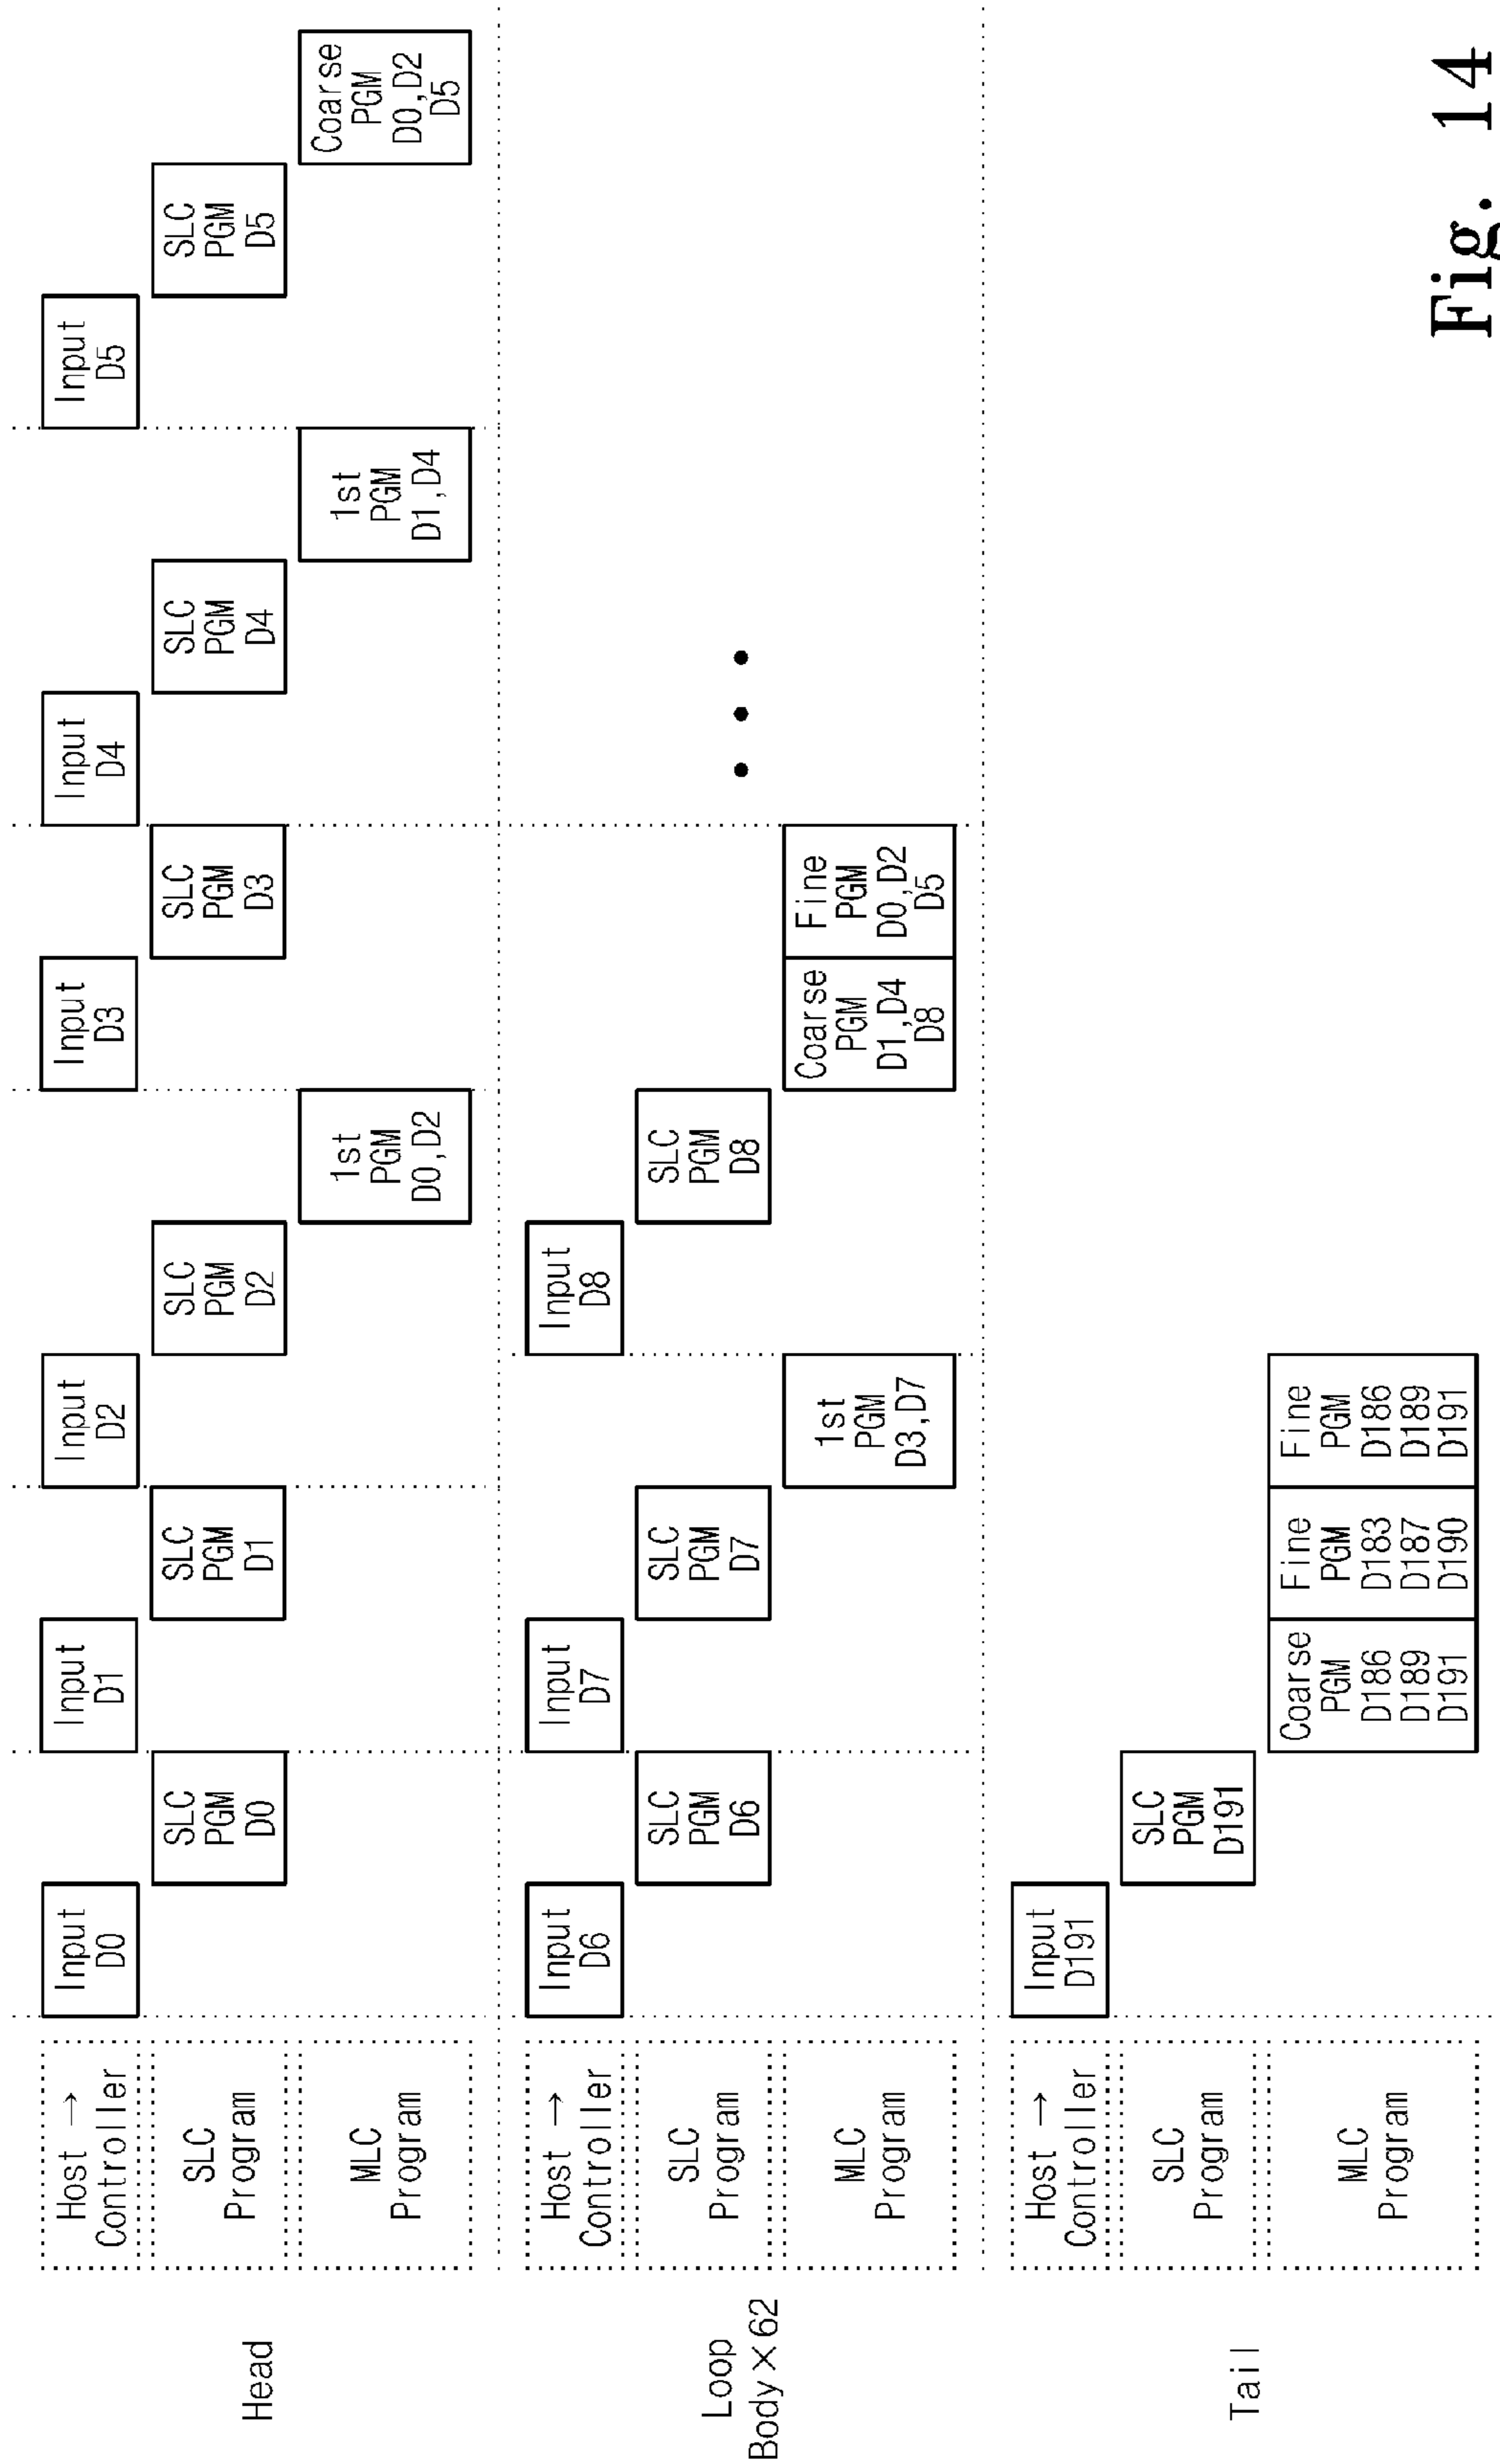 Head
Host →
Controller
Input
D0
Input
D1
Input
D2
Input
D3
Input
D4
Input
D5
SLC
Program
SLC
PGM
D0
SLC
PGM
D1
SLC
PGM
D2
SLC
PGM
D3
SLC
PGM
D4
SLC
PGM
D5
MLC
Program
1st
PGM
D0,D2
1st
PGM
D1,D4
Coarse
PGM
D0,D2
D5
Loop
Body×62
Host →
Controller
Input
D6
Input
D7
Input
D8
SLC
Program
SLC
PGM
D6
SLC
PGM
D7
SLC
PGM
D8
MLC
Program
1st
PGM
D3,D7
Coarse
PGM
D1,D4
D8
Fine
PGM
D0,D2
D5
Tail
Host →
Controller
Input
D191
SLC
Program
SLC
PGM
D191
MLC
Program
Coarse
PGM
D186
D189
D191
Fine
PGM
D183
D187
D190
Fine
PGM
D186
D189
D191
Fig. 14